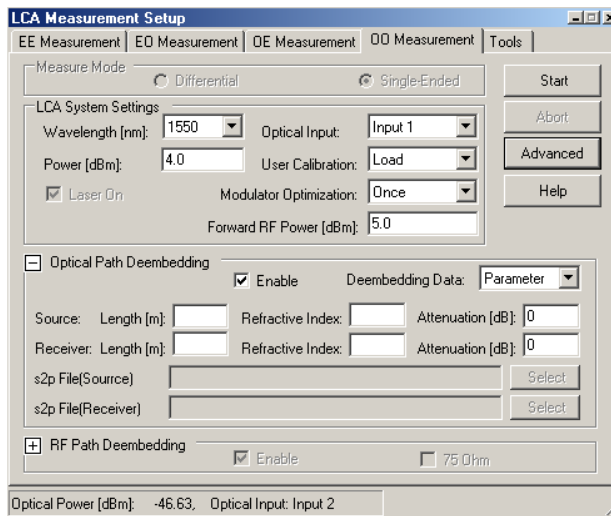 LCA Measurement Setup
EE Measurement EO Measurement OE Measurement OO Measurement Tools
Measure Mode
Differential Single-Ended
Start
LCA System Settings
Wavelength [nm]: 1550 Optical Input: Input 1
Abort
Power [dBm]: 4.0 User Calibration: Load
Advanced
Laser On Modulator Optimization: Once
Help
Forward RF Power [dBm]: 5.0
Optical Path Deembedding
Enable Deembedding Data: Parameter
Source: Length [m]: Refractive Index: Attenuation [dB]: 0
Receiver: Length [m]: Refractive Index: Attenuation [dB]: 0
s2p File(Sourrce) Select
s2p File(Receiver) Select
RF Path Deembedding
Enable 75 Ohm
Optical Power [dBm]: -46.63, Optical Input: Input 2